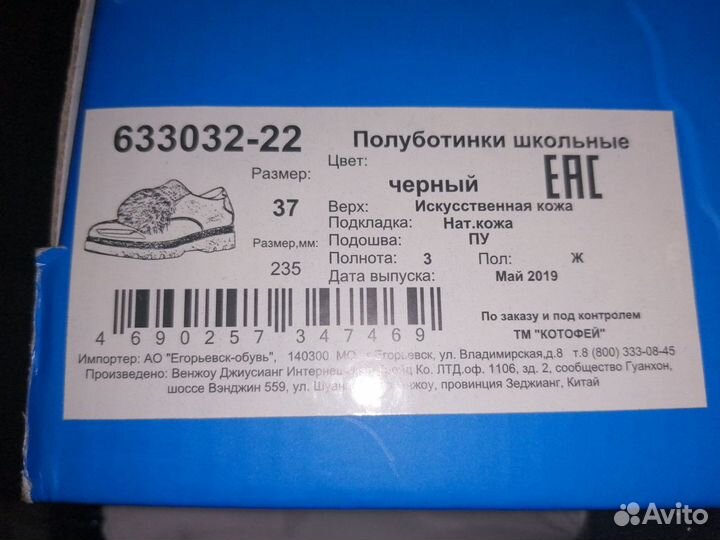 633032-22 Полуботинки школьные
Размер: Цвет:
черный EAC
37 Верх: Искусственная кожа
Подкладка: Нат.кожа
Размер,мм: Подошва: ПУ
Полнота: 3 Пол: Ж
235 Дата выпуска: Май 2019
4 690257 347469
По заказу и под контролем
ТМ "КОТОФЕЙ"
Импортер: АО "Егорьевск-обувь", 140300 МО, г.Егорьевск, ул. Владимирская,д.8 т.8 (800) 333-08-45
Произведено: Венжоу Джиусианг Интернешнл Трейд Ко. ЛТД.оф. 1106, зд. 2, сообщество Гуанхон,
шоссе Вэнджин 559, ул. провинция Зеджианг, Китай
Avito